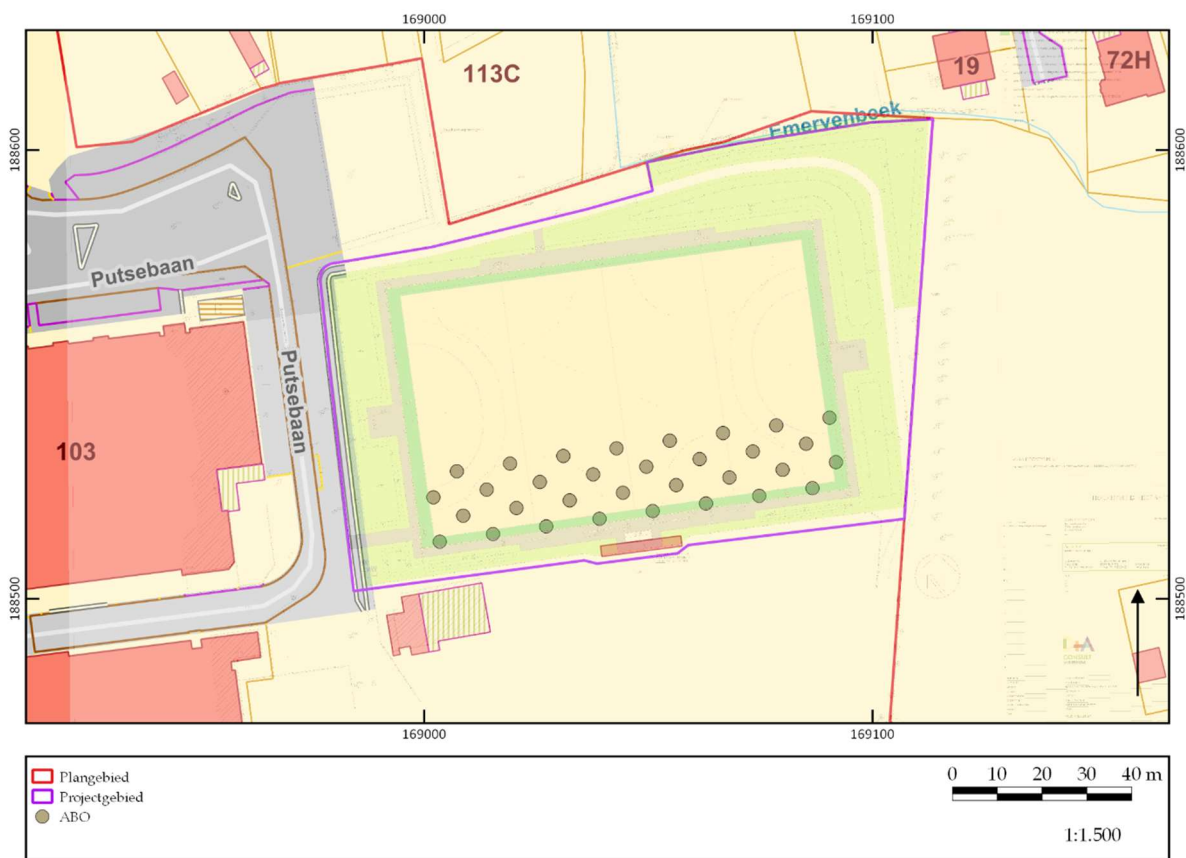 169000
169100
188600
188600
113C
19
72H
Emervenbeek
Putsebaan
Putsebaan
103
188500
188500
169000
169100
Plangebied
Projectgebied
ABO
0 10 20 30 40 m
1:1.500